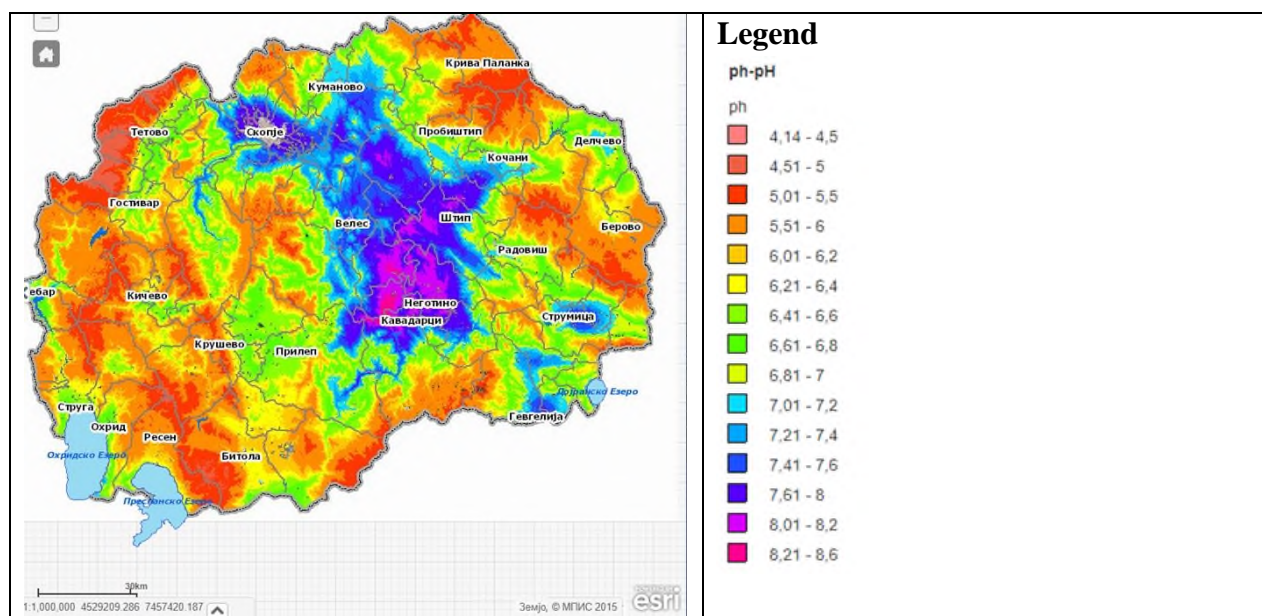 Крива Паланка
Куманово
Тетово
Скопје
Пробиштип
Делчево
Кочани
Гостивар
Велес
Штип
Берово
Радовиш
ебар
Кичево
Неготино
Кавадарци
Струмица
Крушево
Прилеп
Дојранско Езеро
Струга
Гевгелија
Охрид
Ресен
Битола
Охридско Езеро
Преспанско Езеро
30km
1:1,000,000 4529209.286 7457420.187
Земјо, © МПИС 2015
esri
Legend
ph-pH
ph
4,14 - 4,5
4,51 - 5
5,01 - 5,5
5,51 - 6
6,01 - 6,2
6,21 - 6,4
6,41 - 6,6
6,61 - 6,8
6,81 - 7
7,01 - 7,2
7,21 - 7,4
7,41 - 7,6
7,61 - 8
8,01 - 8,2
8,21 - 8,6